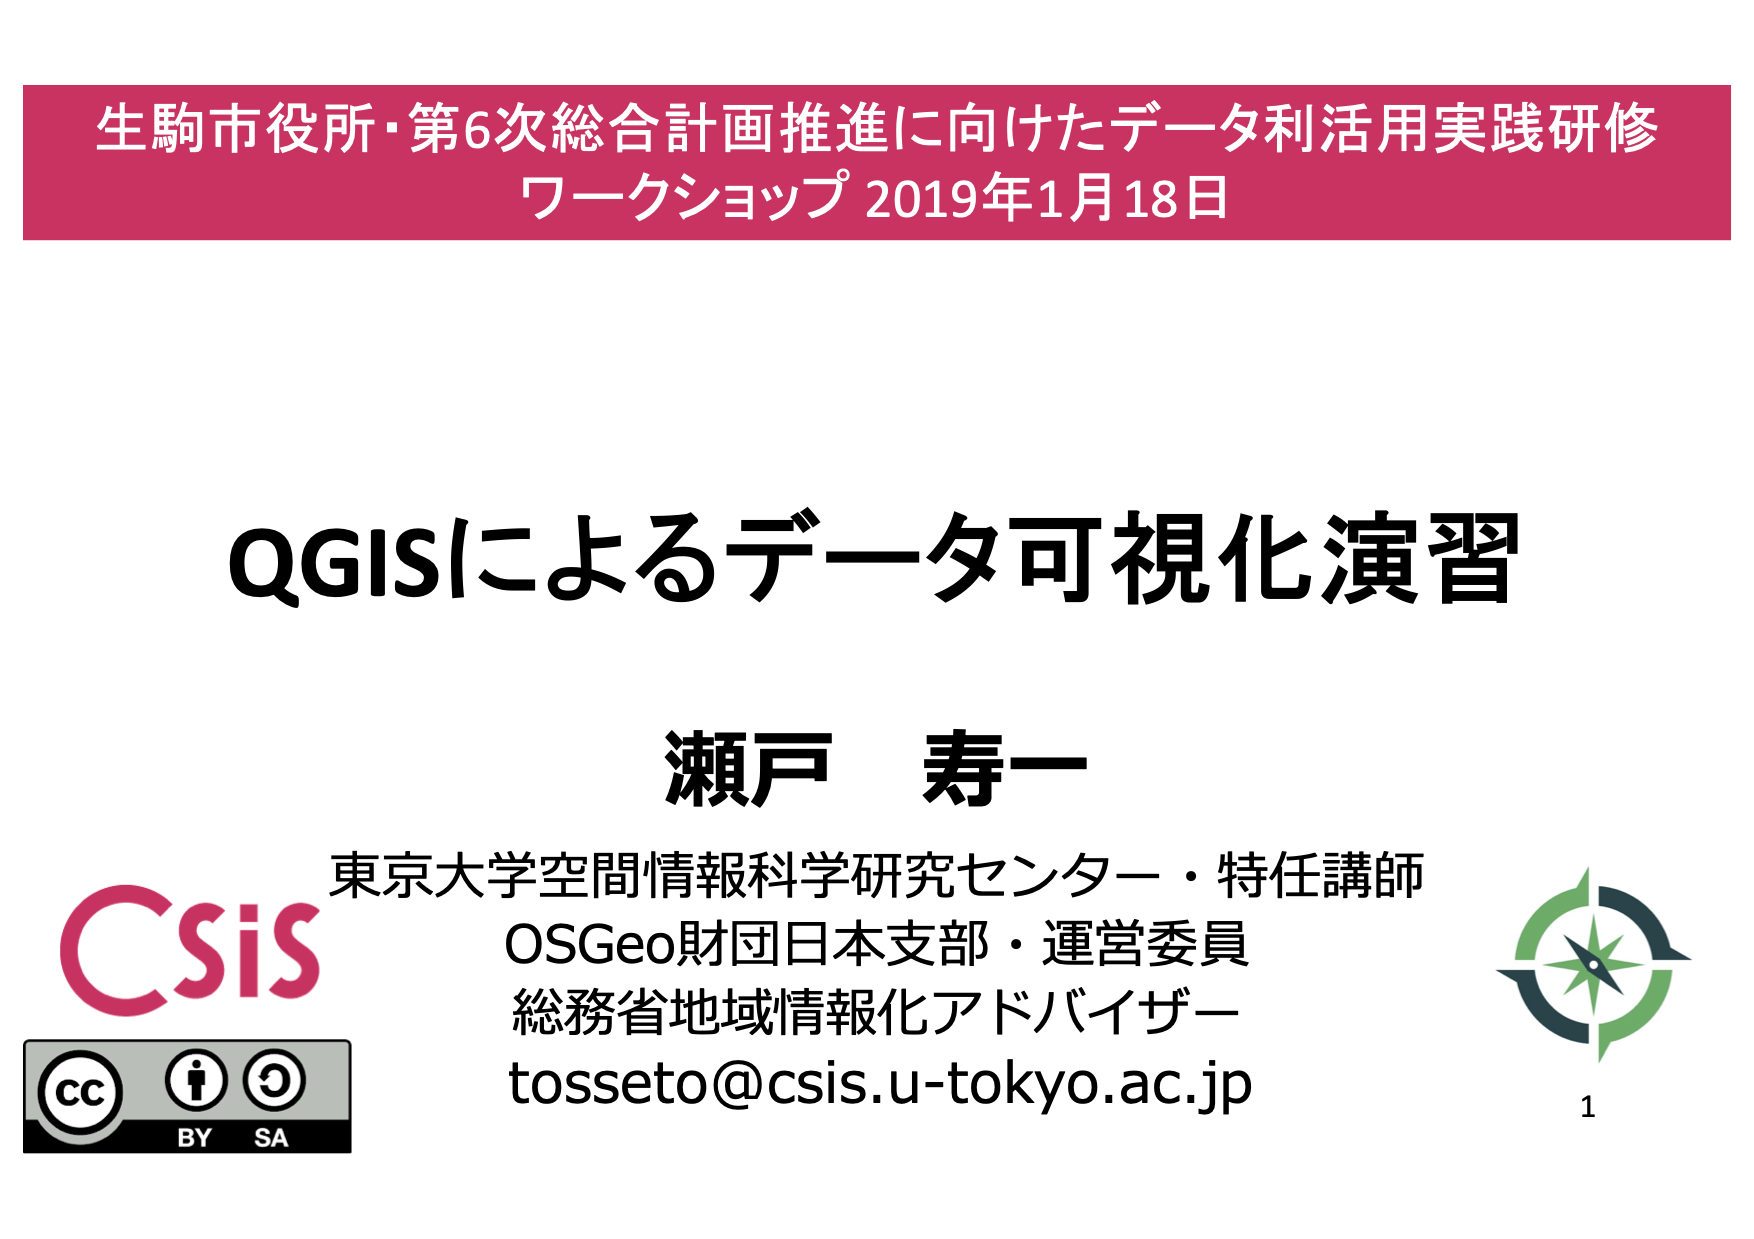 生駒市役所・第6次総合計画推進に向けたデータ利活用実践研修
ワークショップ 2019年1月18日
QGISによるデータ可視化演習
瀬戸　寿一
東京大学空間情報科学研究センター・特任講師
OSGeo財団日本支部・運営委員
総務省地域情報化アドバイザー
tosseto@csis.u-tokyo.ac.jp
CSiS
cc
BY SA
1